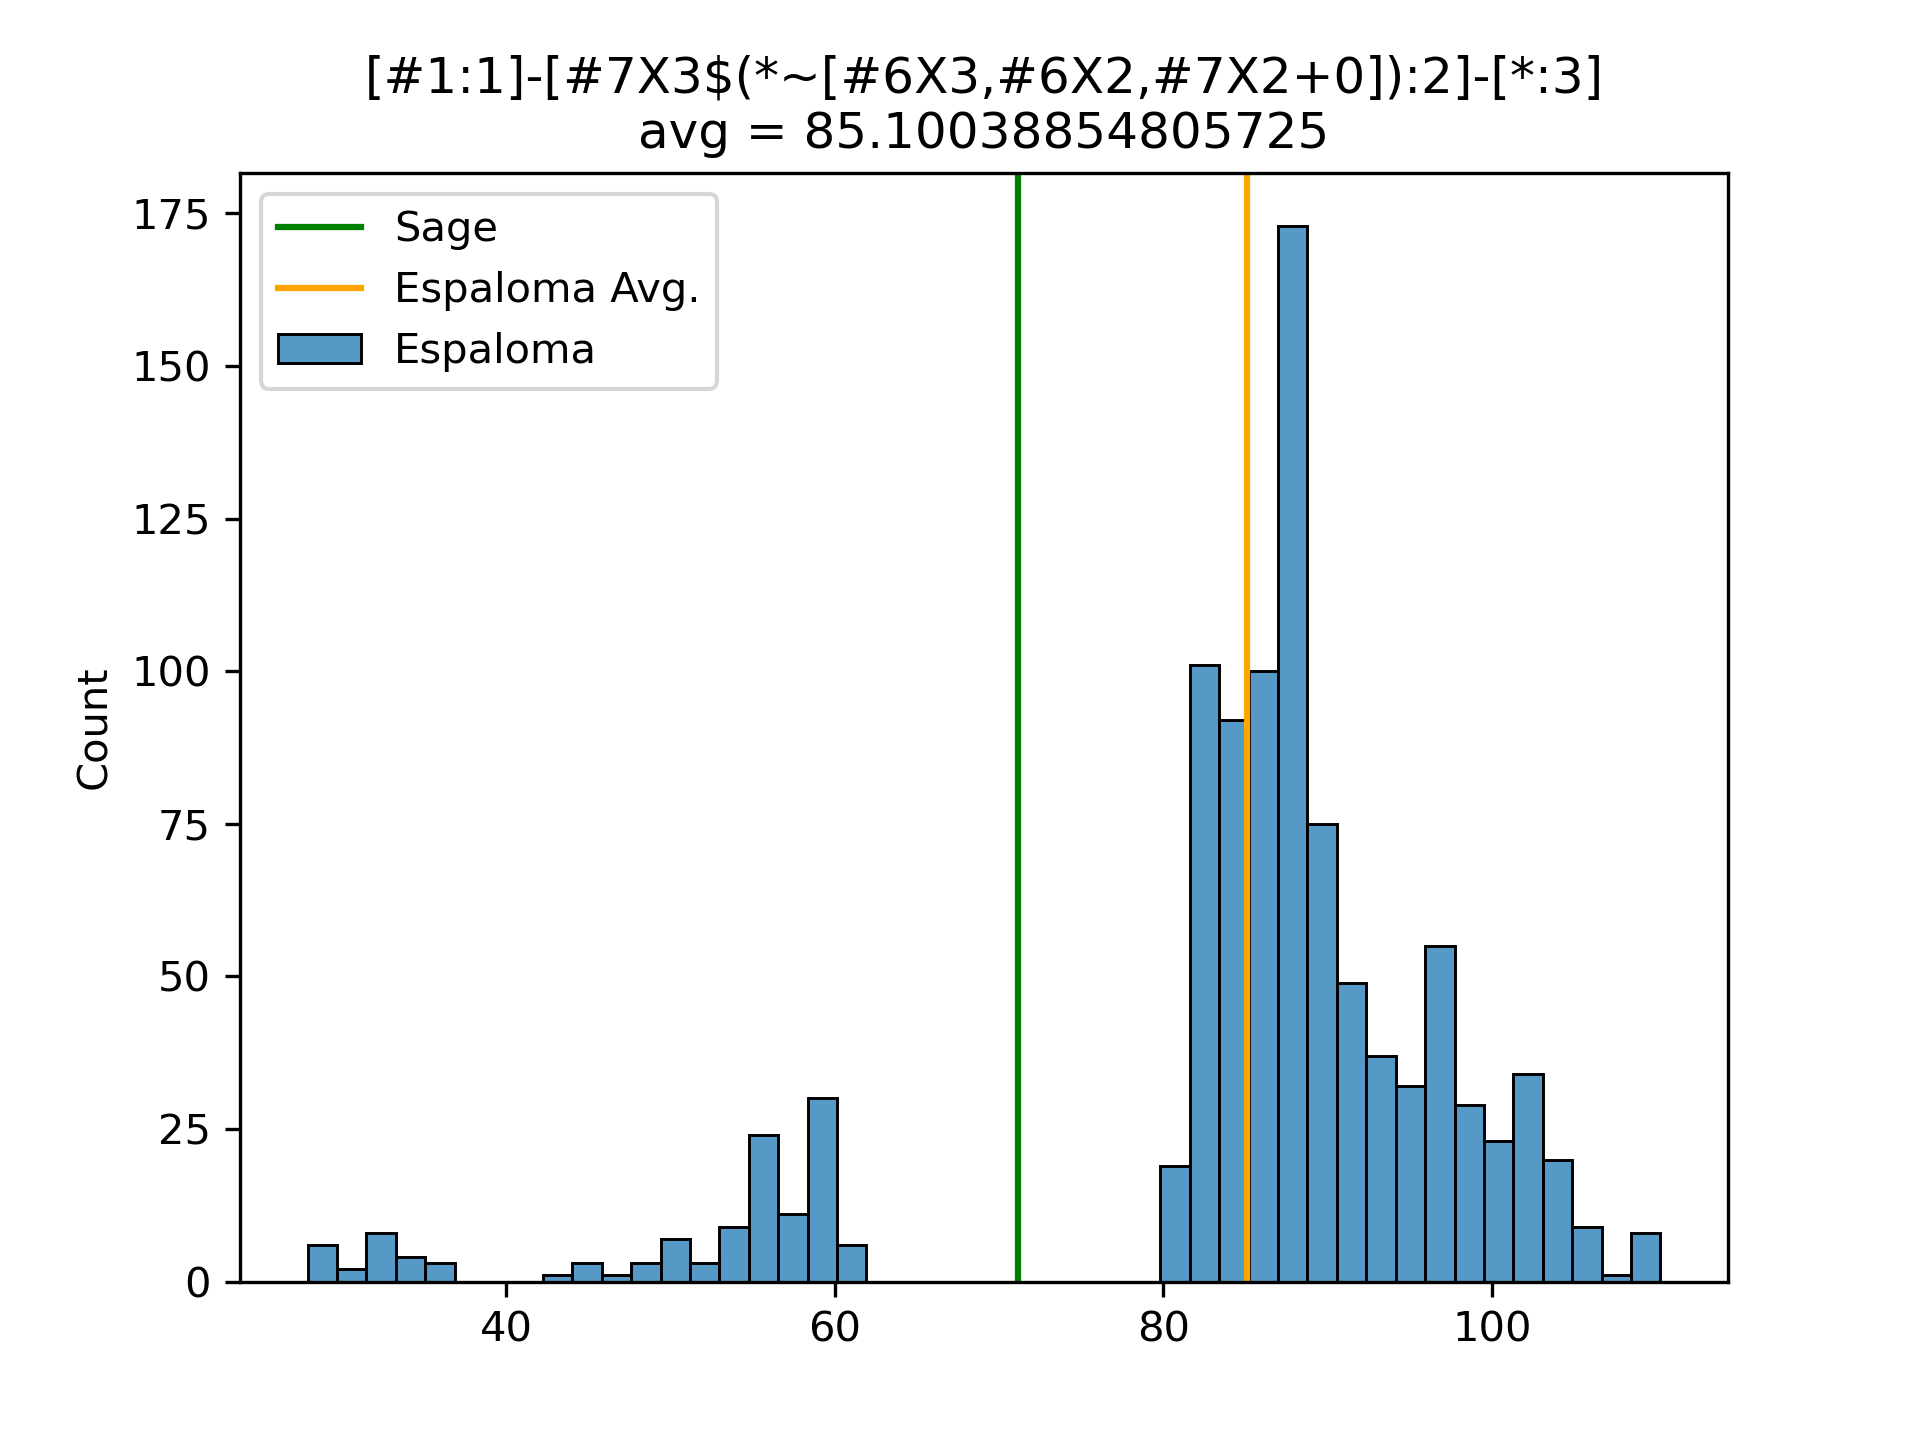 [#1:1]-[#7X3$(*~[#6X3,#6X2,#7X2+0]):2]-[*:3]
avg = 85.10038854805725
Sage
Espaloma Avg.
Espaloma
175
150
125
100
75
50
25
0
Count
40 60 80 100